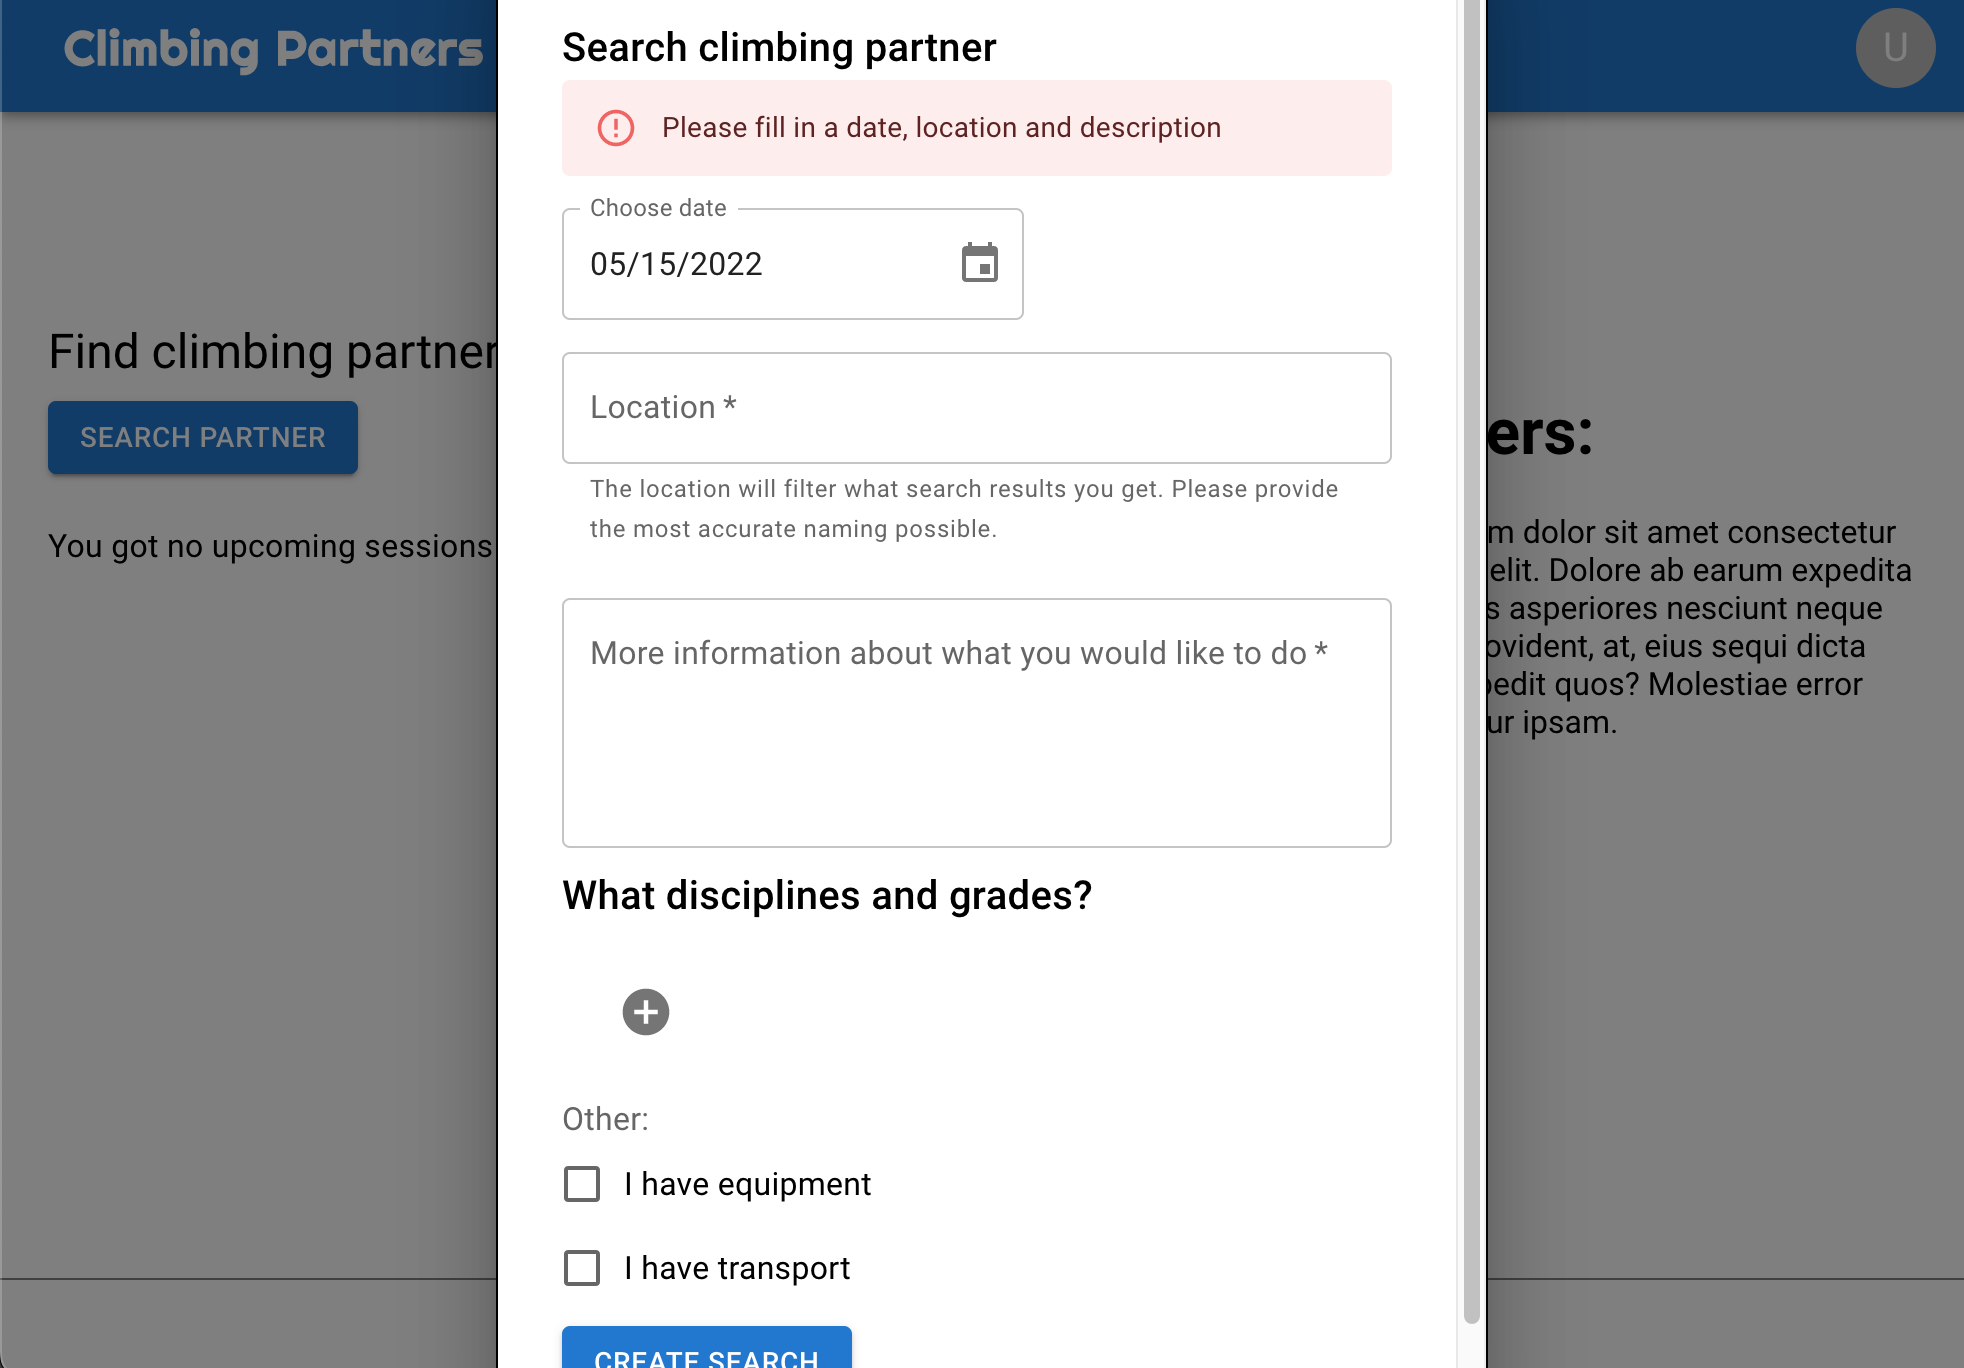 Climbing Partners
U
Search climbing partner
Please fill in a date, location and description
Choose date
05/15/2022
Location *
The location will filter what search results you get. Please provide
the most accurate naming possible.
More information about what you would like to do *
What disciplines and grades?
Other:
I have equipment
I have transport
CREATE SEARCH
Find climbing partner
SEARCH PARTNER
You got no upcoming sessions
ers:
m dolor sit amet consectetur
elit. Dolore ab earum expedita
s asperiores nesciunt neque
ovident, at, eius sequi dicta
pedit quos? Molestiae error
ur ipsam.